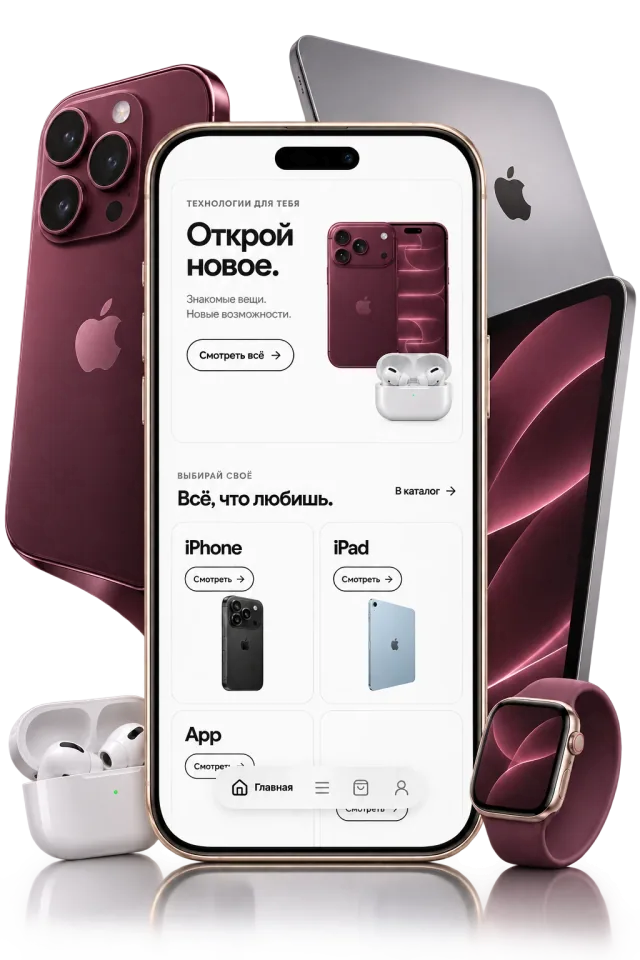 ТЕХНОЛОГИИ ДЛЯ ТЕБЯ
Открой
новое.
Знакомые вещи.
Новые возможности.
Смотреть всё →
ВЫБИРАЙ СВОЁ
Всё, что любишь.
В каталог →
iPhone
Смотреть →
iPad
Смотреть →
App
Смотреть →
Смотреть →
Главная